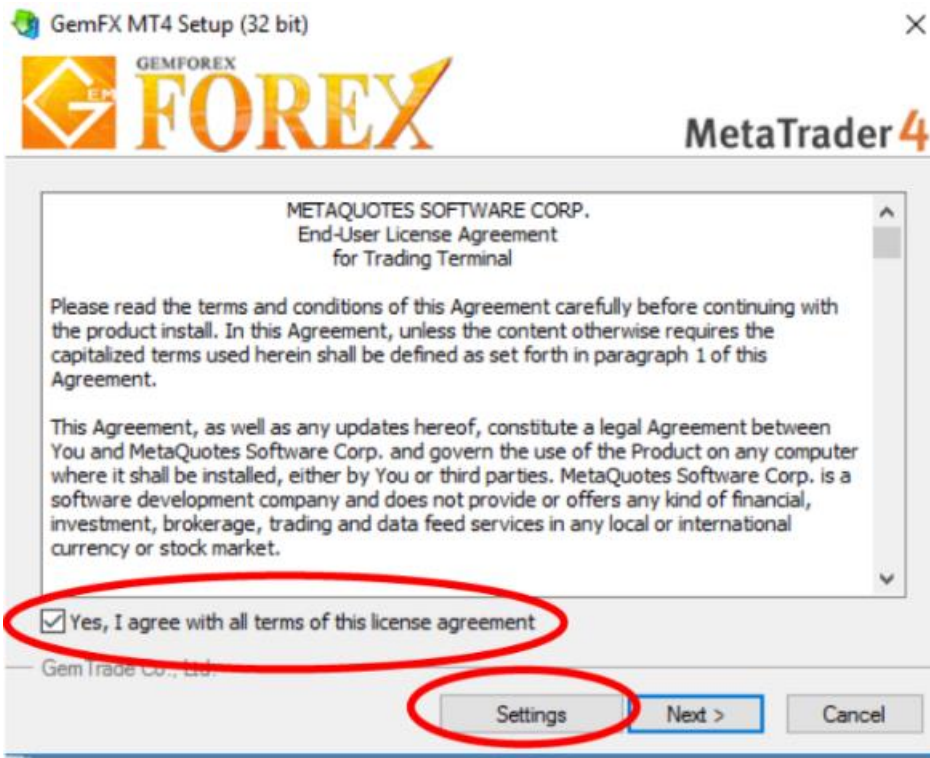 GemFX MT4 Setup (32 bit)
GEMFOREX
GEM
FOREX
MetaTrader 4
METAQUOTES SOFTWARE CORP.
End-User License Agreement
for Trading Terminal
Please read the terms and conditions of this Agreement carefully before continuing with
the product install. In this Agreement, unless the content otherwise requires the
capitalized terms used herein shall be defined as set forth in paragraph 1 of this
Agreement.
This Agreement, as well as any updates hereof, constitute a legal Agreement between
You and MetaQuotes Software Corp. and govern the use of the Product on any computer
where it shall be installed, either by You or third parties. MetaQuotes Software Corp. is a
software development company and does not provide or offers any kind of financial,
investment, brokerage, trading and data feed services in any local or international
currency or stock market.
Yes, I agree with all terms of this license agreement
GemTrade Co., Ltd.
Settings
Next >
Cancel